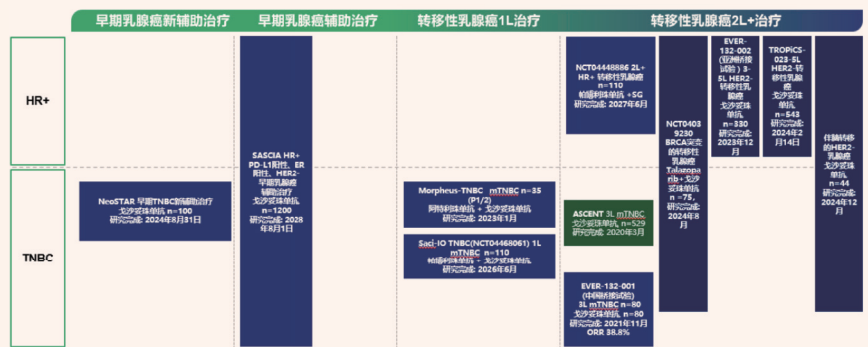 早期乳腺癌新辅助治疗
早期乳腺癌辅助治疗
转移性乳腺癌1L治疗
转移性乳腺癌2L+治疗
HR+
TNBC
NeoSTAR 早期TNBC新辅助治疗
戈沙妥珠单抗 n=100
研究完成: 2024年8月31日
SASCIA HR+
PD-L1阳性、ER
阳性、HER2-
早期乳腺癌
辅助治疗
戈沙妥珠单抗,
n=1200
研究完成: 2028
年8月1日
Morpheus-TNBC mTNBC n=35
(P1/2)
阿特利珠单抗 + 戈沙妥珠单抗
研究完成: 2023年1月
Saci-IO TNBC(NCT04468061) 1L
mTNBC n=110
帕博利珠单抗 + 戈沙妥珠单抗
研究完成: 2026年6月
NCT04448886 2L+
HR+ 转移性乳腺癌
n=110
帕博利珠单抗 +SG
研究完成: 2027年6月
ASCENT 3L mTNBC
戈沙妥珠单抗, n=529
研究完成: 2020年3月
EVER-132-001
(中国桥接试验)
3L mTNBC n=80
戈沙妥珠单抗, n=80
研究完成: 2021年11月
ORR 38.8%
NCT0403
9230
BRCA突变
的转移性
乳腺癌
Talazopa
rib+戈沙
妥珠单抗
n =75,
研究完成:
2024年8
月
EVER-
132-002
(亚洲桥接
试验) 3-
5L HER2-
转移性乳
腺癌
戈沙妥珠
单抗,
n=330
研究完成:
2023年12
月
TROPiCS
-023-5L
HER2-转
移性乳腺
癌
戈沙妥珠
单抗,
n=543
研究完成:
2024年2
月14日
伴脑转移
的HER2-
乳腺癌
戈沙妥珠
单抗,
n=44
研究完成:
2024年12
月